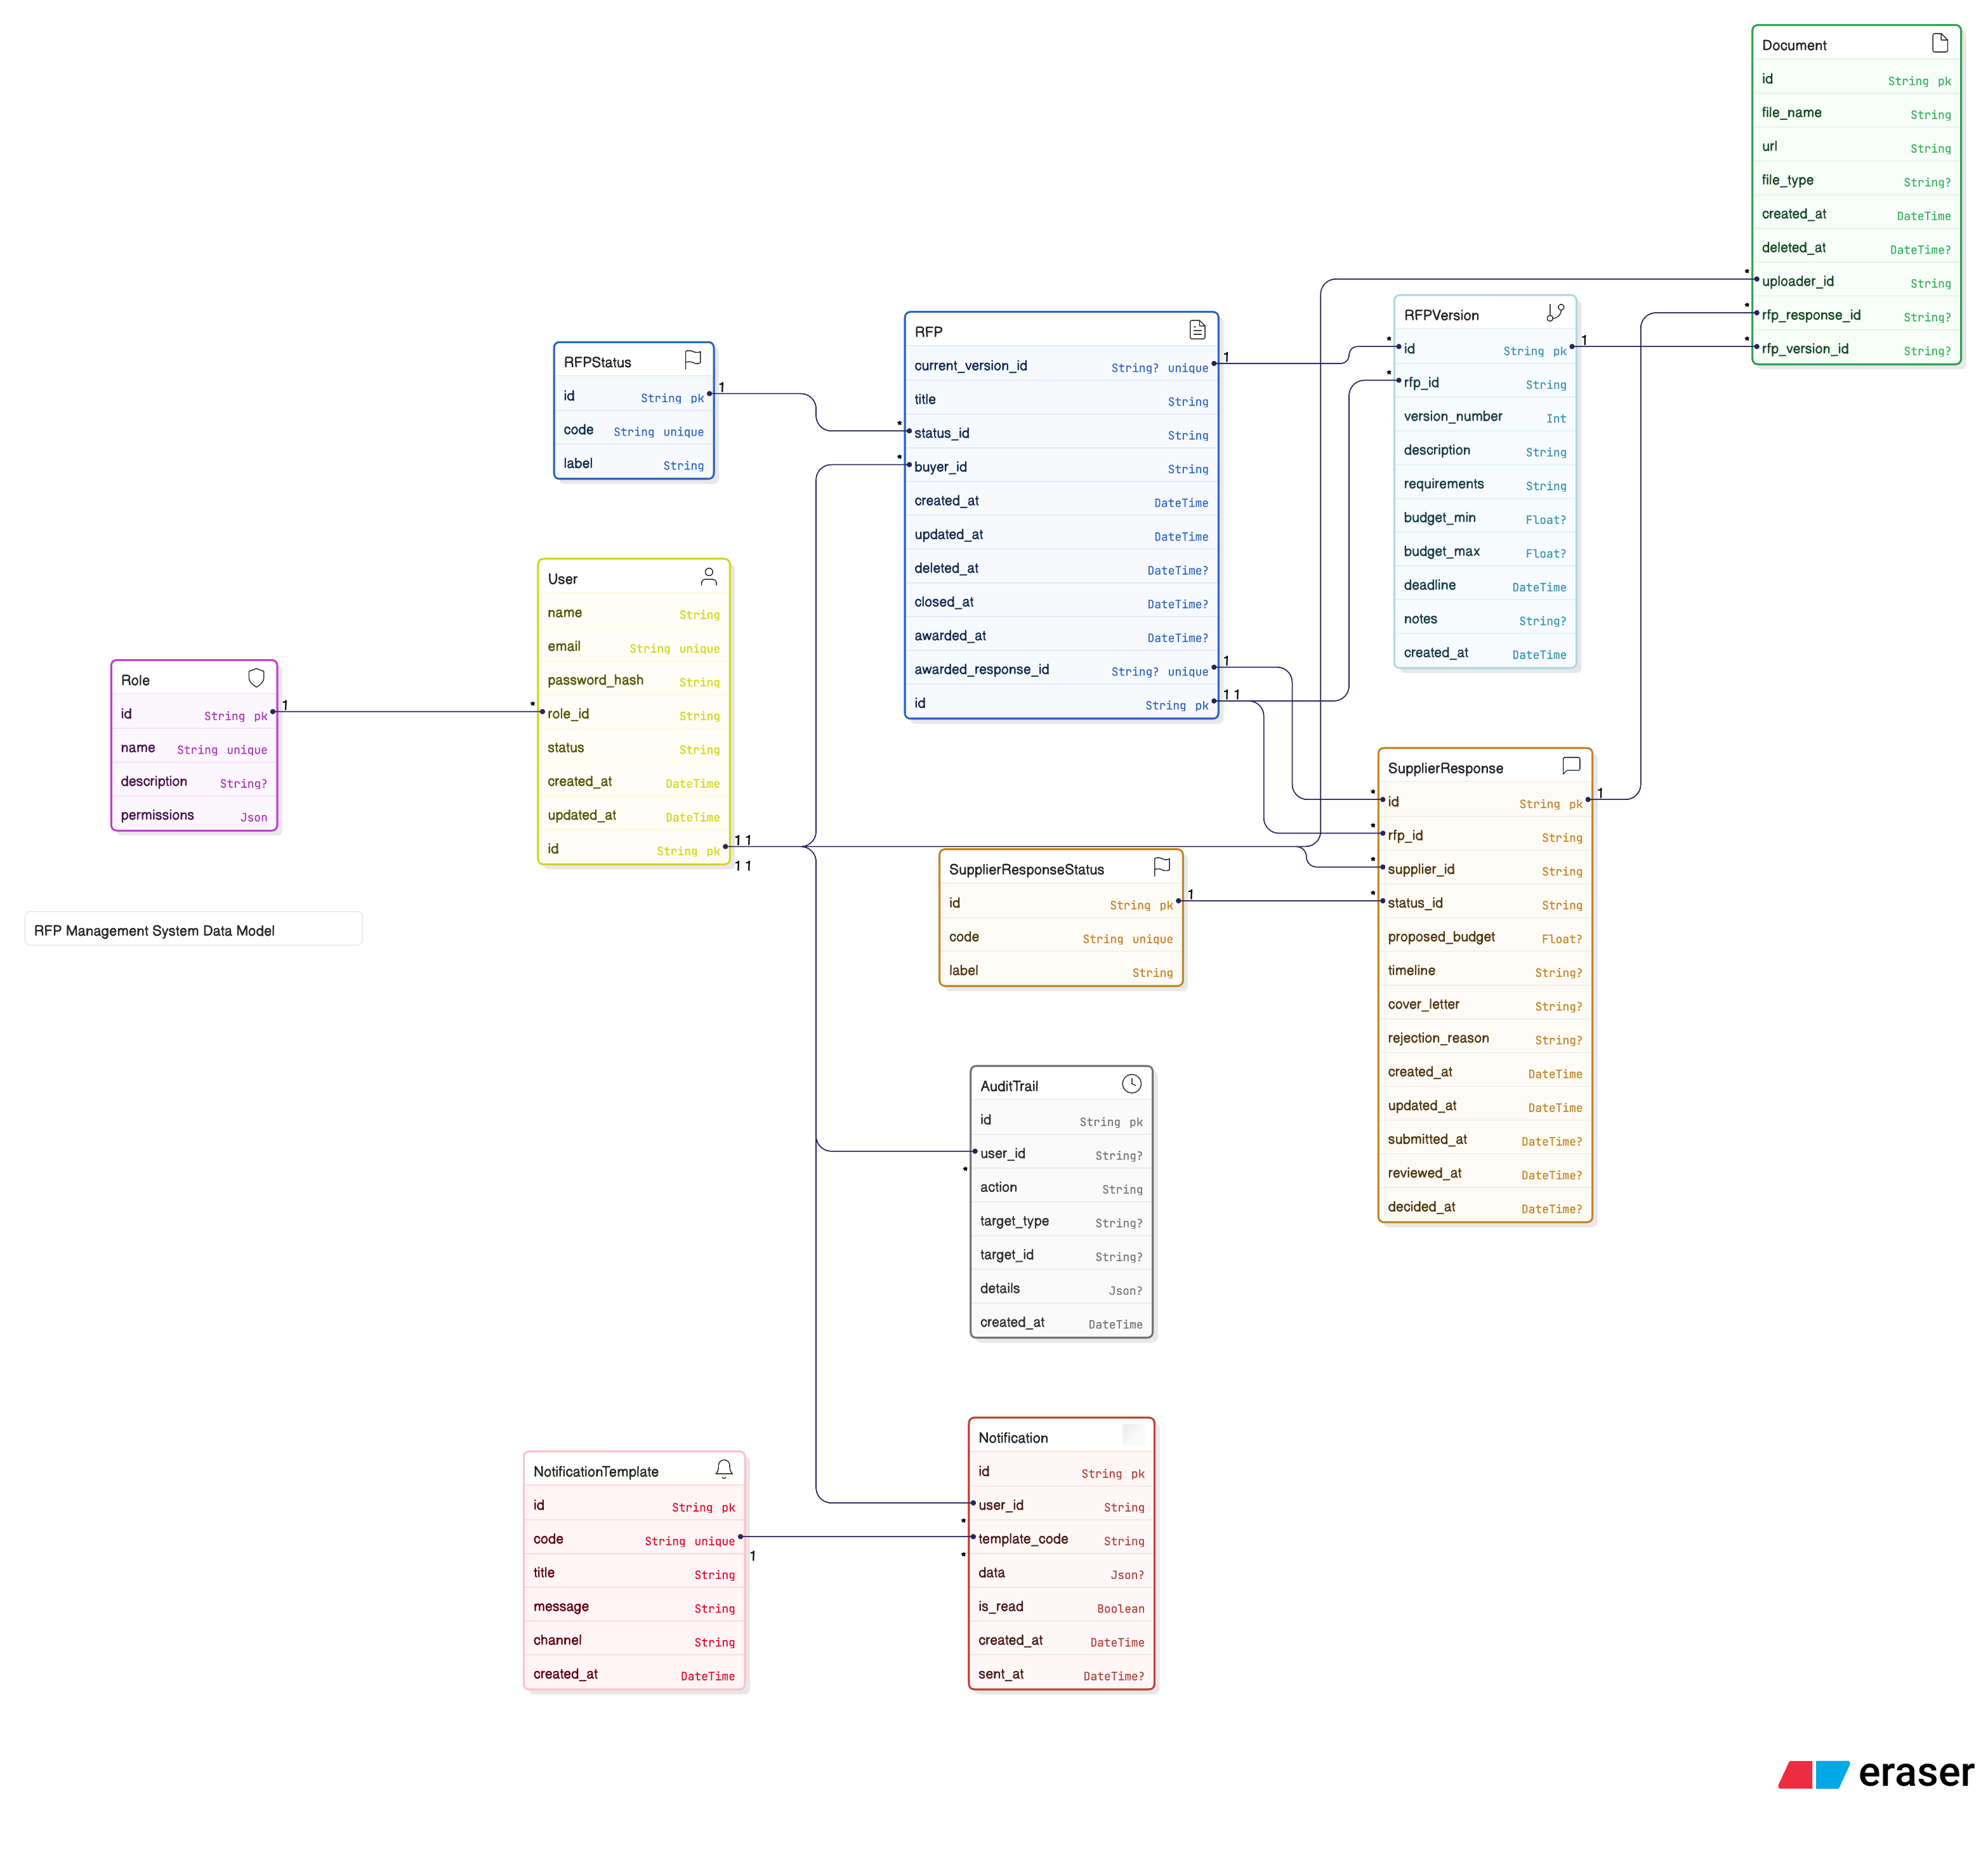 Document
id String pk
file_name String
url String
file_type String?
created_at DateTime
deleted_at DateTime?
* uploader_id String
* rfp_response_id String?
* rfp_version_id String?
RFPVersion
* id String pk 1
* rfp_id String
version_number Int
description String
requirements String
budget_min Float?
budget_max Float?
deadline DateTime
notes String?
created_at DateTime
RFP
current_version_id String? unique 1
title String
* status_id String
* buyer_id String
created_at DateTime
updated_at DateTime
deleted_at DateTime?
closed_at DateTime?
awarded_at DateTime?
awarded_response_id String? unique 1
id String pk 1 1
RFPStatus
id String pk 1
code String unique
label String
User
name String
email String unique
password_hash String
* role_id String
status String
created_at DateTime
updated_at DateTime
id String pk 1 1
1 1
Role
id String pk 1
name String unique
description String?
permissions Json
RFP Management System Data Model
SupplierResponse
* id String pk 1
* rfp_id String
* supplier_id String
* status_id String
proposed_budget Float?
timeline String?
cover_letter String?
rejection_reason String?
created_at DateTime
updated_at DateTime
submitted_at DateTime?
reviewed_at DateTime?
decided_at DateTime?
SupplierResponseStatus
id String pk 1
code String unique
label String
AuditTrail
id String pk
user_id String?
*
action String
target_type String?
target_id String?
details Json?
created_at DateTime
Notification
id String pk
user_id String
*
template_code String
*
data Json?
is_read Boolean
created_at DateTime
sent_at DateTime?
NotificationTemplate
id String pk
code String unique
1
title String
message String
channel String
created_at DateTime
eraser